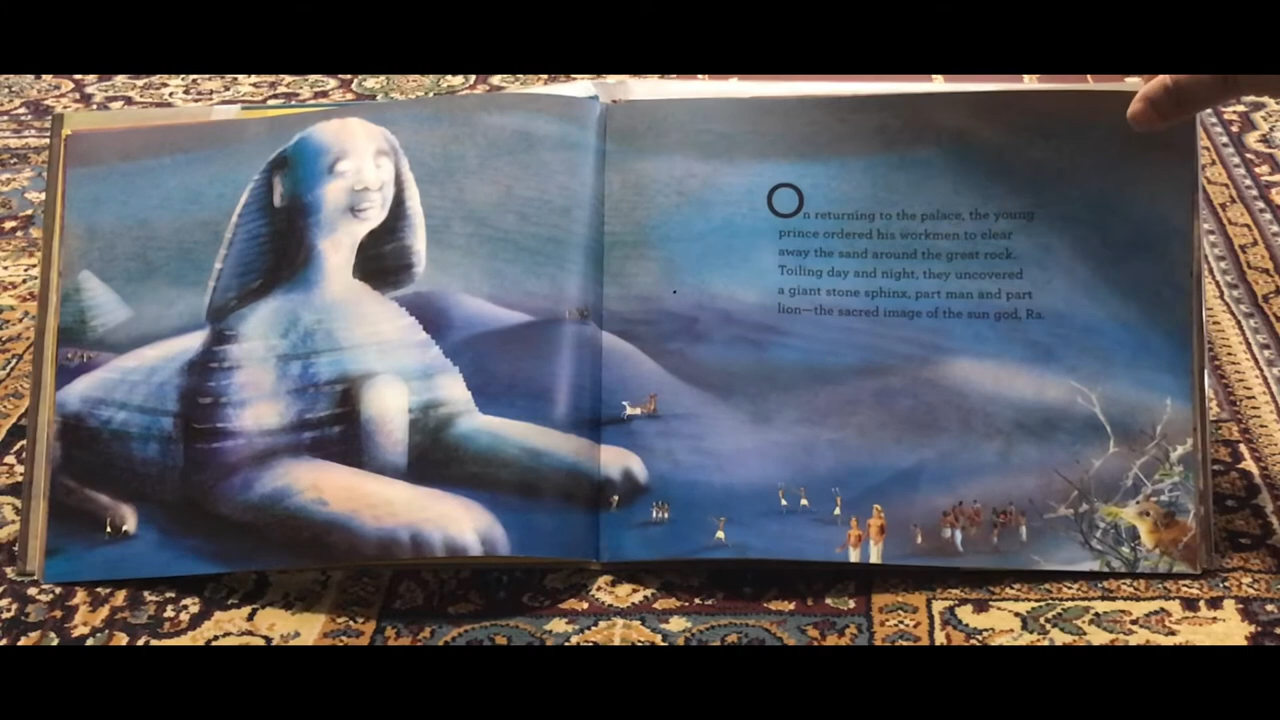 On returning to the palace, the young
prince ordered his workmen to clear
away the sand around the great rock.
Toiling day and night, they uncovered
a giant stone sphinx, part man and part
lion—the sacred image of the sun god, Ra.